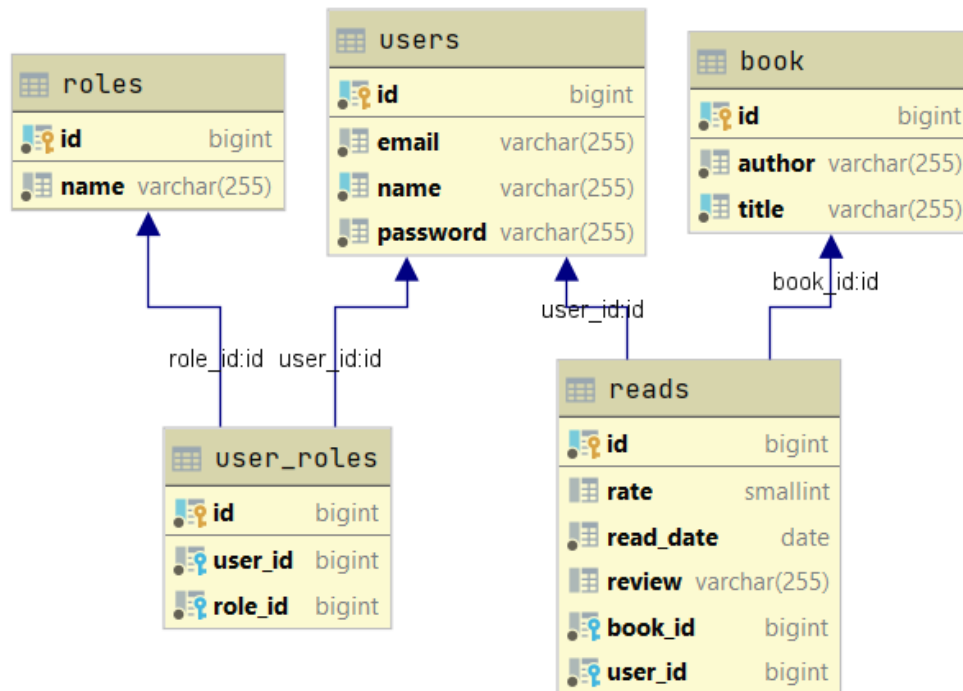 roles
id bigint
name varchar(255)
users
id bigint
email varchar(255)
name varchar(255)
password varchar(255)
book
id bigint
author varchar(255)
title varchar(255)
role_id:id
user_id:id
user_id:id
book_id:id
user_roles
id bigint
user_id bigint
role_id bigint
reads
id bigint
rate smallint
read_date date
review varchar(255)
book_id bigint
user_id bigint